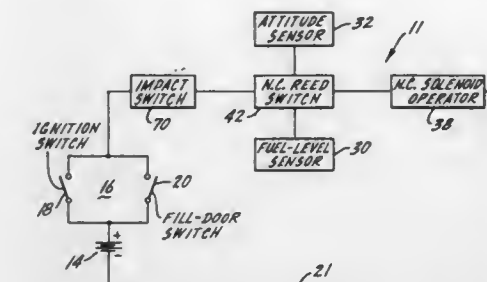 ATTITUDE
SENSOR
32
11
IMPACT
SWITCH
70
N.C. REED
SWITCH
42
N.C. SOLENOID
OPERATOR
38
IGNITION
SWITCH
FUEL-LEVEL
SENSOR
30
18
16
20
FILL-DOOR
SWITCH
14
+
-
21